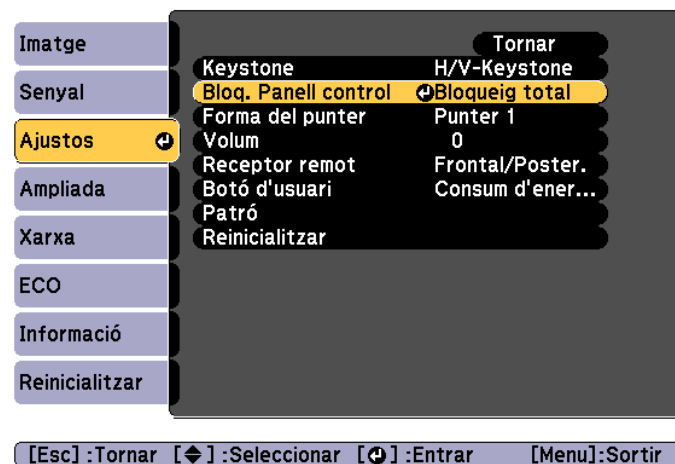 Imatge
Senyal
Ajustos
Ampliada
Xarxa
ECO
Informació
Reinicialitzar
Tornar
Keystone H/V-Keystone
Bloq. Panell control Bloqueig total
Forma del punter Punter 1
Volum 0
Receptor remot Frontal/Poster.
Botó d'usuari Consum d'ener...
Patró
Reinicialitzar
[Esc] :Tornar [◆] :Seleccionar [⏎] :Entrar [Menu]:Sortir